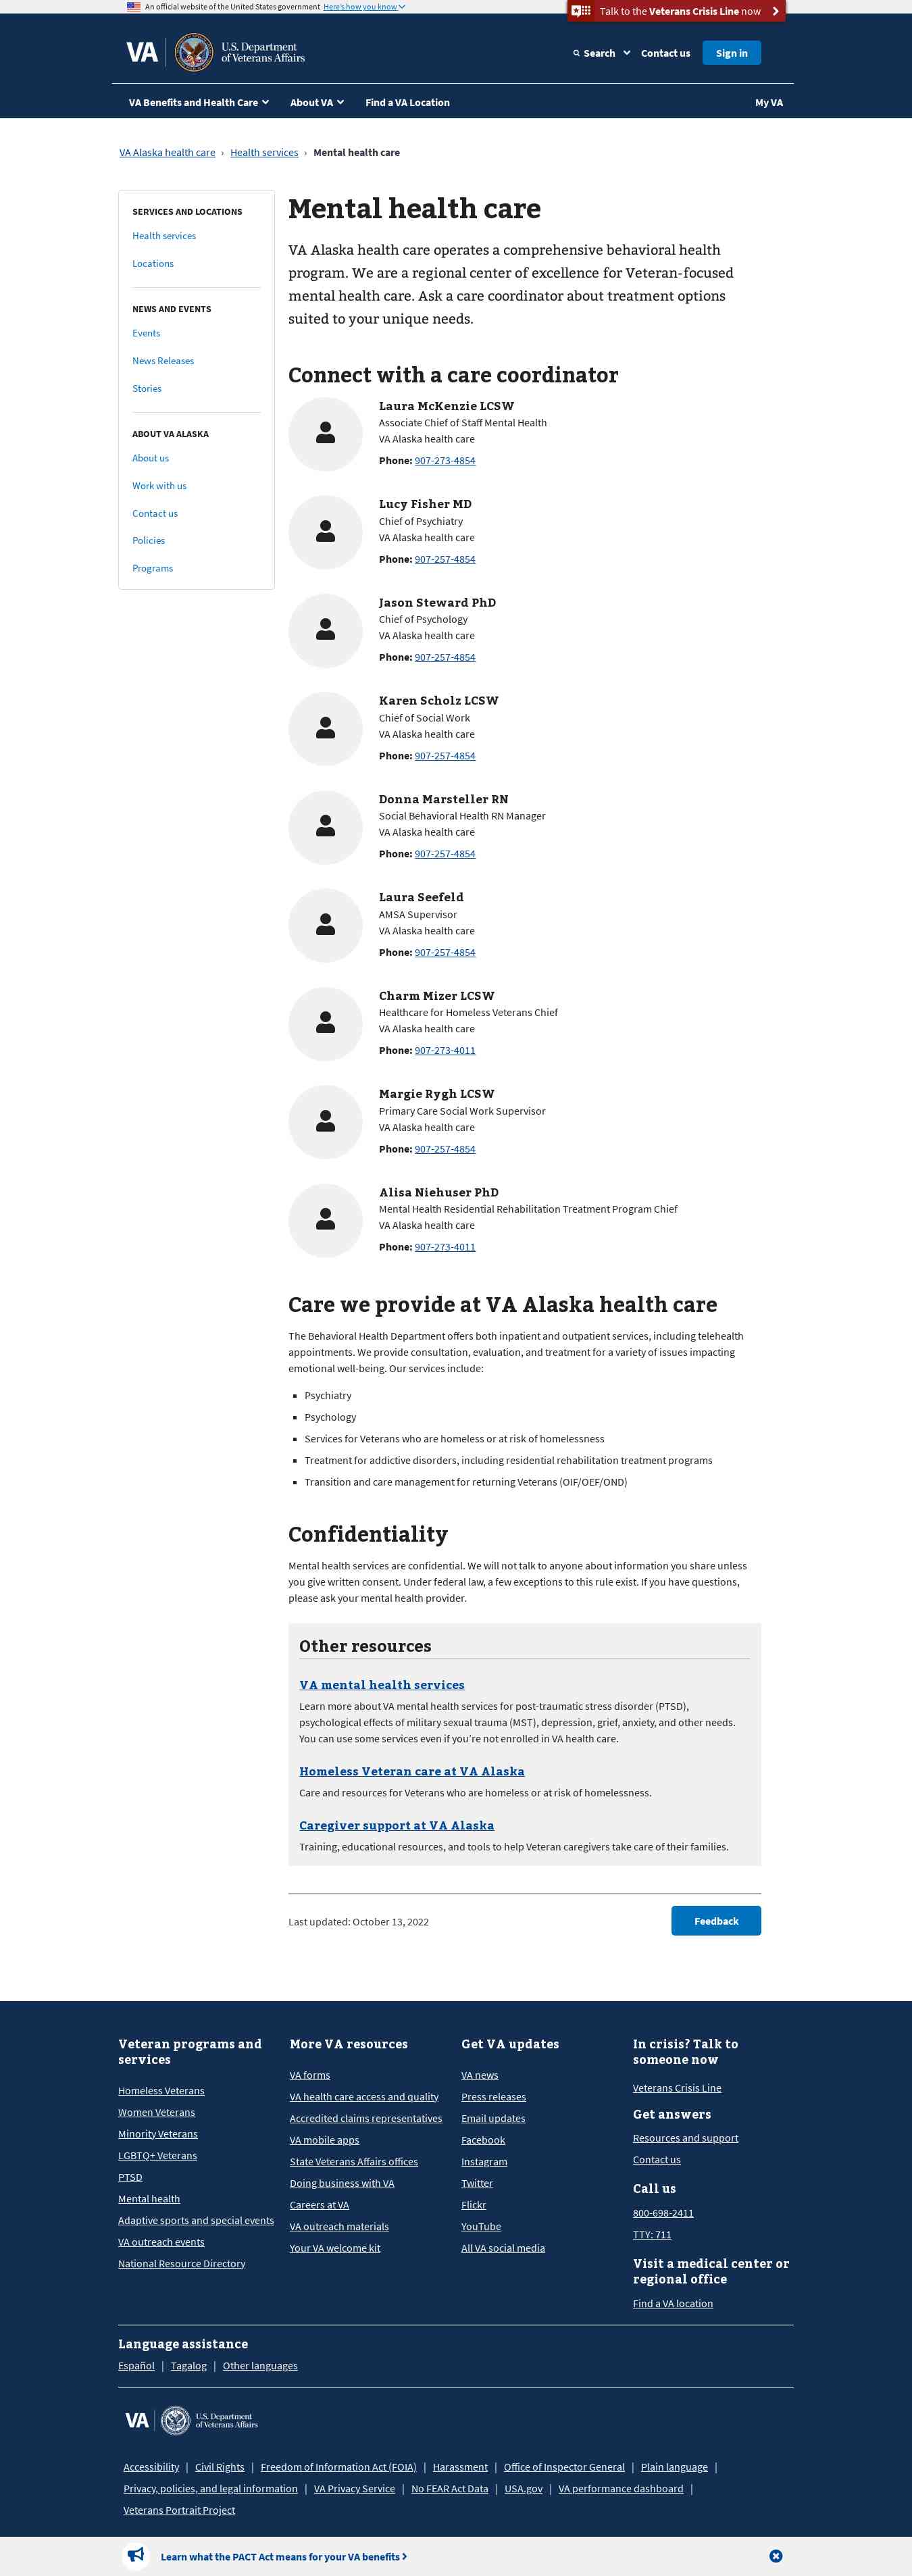 An official website of the United States government Here's how you know
Talk to the Veterans Crisis Line now
VA
U.S. Department
of Veterans Affairs
Search
Contact us
Sign in
VA Benefits and Health Care
About VA
Find a VA Location
My VA
VA Alaska health care › Health services › Mental health care
SERVICES AND LOCATIONS
Health services
Locations
NEWS AND EVENTS
Events
News Releases
Stories
ABOUT VA ALASKA
About us
Work with us
Contact us
Policies
Programs
Mental health care
VA Alaska health care operates a comprehensive behavioral health
program. We are a regional center of excellence for Veteran-focused
mental health care. Ask a care coordinator about treatment options
suited to your unique needs.
Connect with a care coordinator
Laura McKenzie LCSW
Associate Chief of Staff Mental Health
VA Alaska health care
Phone: 907-273-4854
Lucy Fisher MD
Chief of Psychiatry
VA Alaska health care
Phone: 907-257-4854
Jason Steward PhD
Chief of Psychology
VA Alaska health care
Phone: 907-257-4854
Karen Scholz LCSW
Chief of Social Work
VA Alaska health care
Phone: 907-257-4854
Donna Marsteller RN
Social Behavioral Health RN Manager
VA Alaska health care
Phone: 907-257-4854
Laura Seefeld
AMSA Supervisor
VA Alaska health care
Phone: 907-257-4854
Charm Mizer LCSW
Healthcare for Homeless Veterans Chief
VA Alaska health care
Phone: 907-273-4011
Margie Rygh LCSW
Primary Care Social Work Supervisor
VA Alaska health care
Phone: 907-257-4854
Alisa Niehuser PhD
Mental Health Residential Rehabilitation Treatment Program Chief
VA Alaska health care
Phone: 907-273-4011
Care we provide at VA Alaska health care
The Behavioral Health Department offers both inpatient and outpatient services, including telehealth
appointments. We provide consultation, evaluation, and treatment for a variety of issues impacting
emotional well-being. Our services include:
Psychiatry
Psychology
Services for Veterans who are homeless or at risk of homelessness
Treatment for addictive disorders, including residential rehabilitation treatment programs
Transition and care management for returning Veterans (OIF/OEF/OND)
Confidentiality
Mental health services are confidential. We will not talk to anyone about information you share unless
you give written consent. Under federal law, a few exceptions to this rule exist. If you have questions,
please ask your mental health provider.
Other resources
VA mental health services
Learn more about VA mental health services for post-traumatic stress disorder (PTSD),
psychological effects of military sexual trauma (MST), depression, grief, anxiety, and other needs.
You can use some services even if you're not enrolled in VA health care.
Homeless Veteran care at VA Alaska
Care and resources for Veterans who are homeless or at risk of homelessness.
Caregiver support at VA Alaska
Training, educational resources, and tools to help Veteran caregivers take care of their families.
Last updated: October 13, 2022
Feedback
Veteran programs and
services
Homeless Veterans
Women Veterans
Minority Veterans
LGBTQ+ Veterans
PTSD
Mental health
Adaptive sports and special events
VA outreach events
National Resource Directory
More VA resources
VA forms
VA health care access and quality
Accredited claims representatives
VA mobile apps
State Veterans Affairs offices
Doing business with VA
Careers at VA
VA outreach materials
Your VA welcome kit
Get VA updates
VA news
Press releases
Email updates
Facebook
Instagram
Twitter
Flickr
YouTube
All VA social media
In crisis? Talk to
someone now
Veterans Crisis Line
Get answers
Resources and support
Contact us
Call us
800-698-2411
TTY: 711
Visit a medical center or
regional office
Find a VA location
Language assistance
Español | Tagalog | Other languages
VA
U.S. Department
of Veterans Affairs
Accessibility | Civil Rights | Freedom of Information Act (FOIA) | Harassment | Office of Inspector General | Plain language |
Privacy, policies, and legal information | VA Privacy Service | No FEAR Act Data | USA.gov | VA performance dashboard |
Veterans Portrait Project
Learn what the PACT Act means for your VA benefits